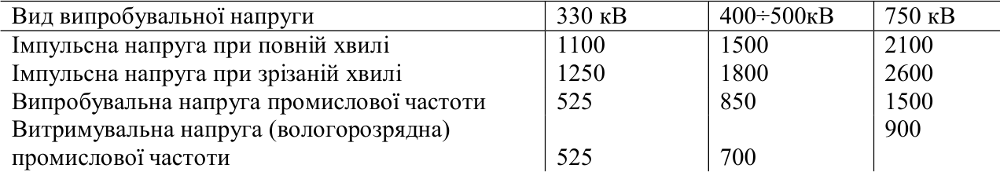 Вид випробувальної напруги 330 кВ 400÷500кВ 750 кВ
Імпульсна напруга при повній хвилі 1100 1500 2100
Імпульсна напруга при зрізаній хвилі 1250 1800 2600
Випробувальна напруга промислової частоти 525 850 1500
Витримувальна напруга (вологорозрядна) 900
промислової частоти 525 700